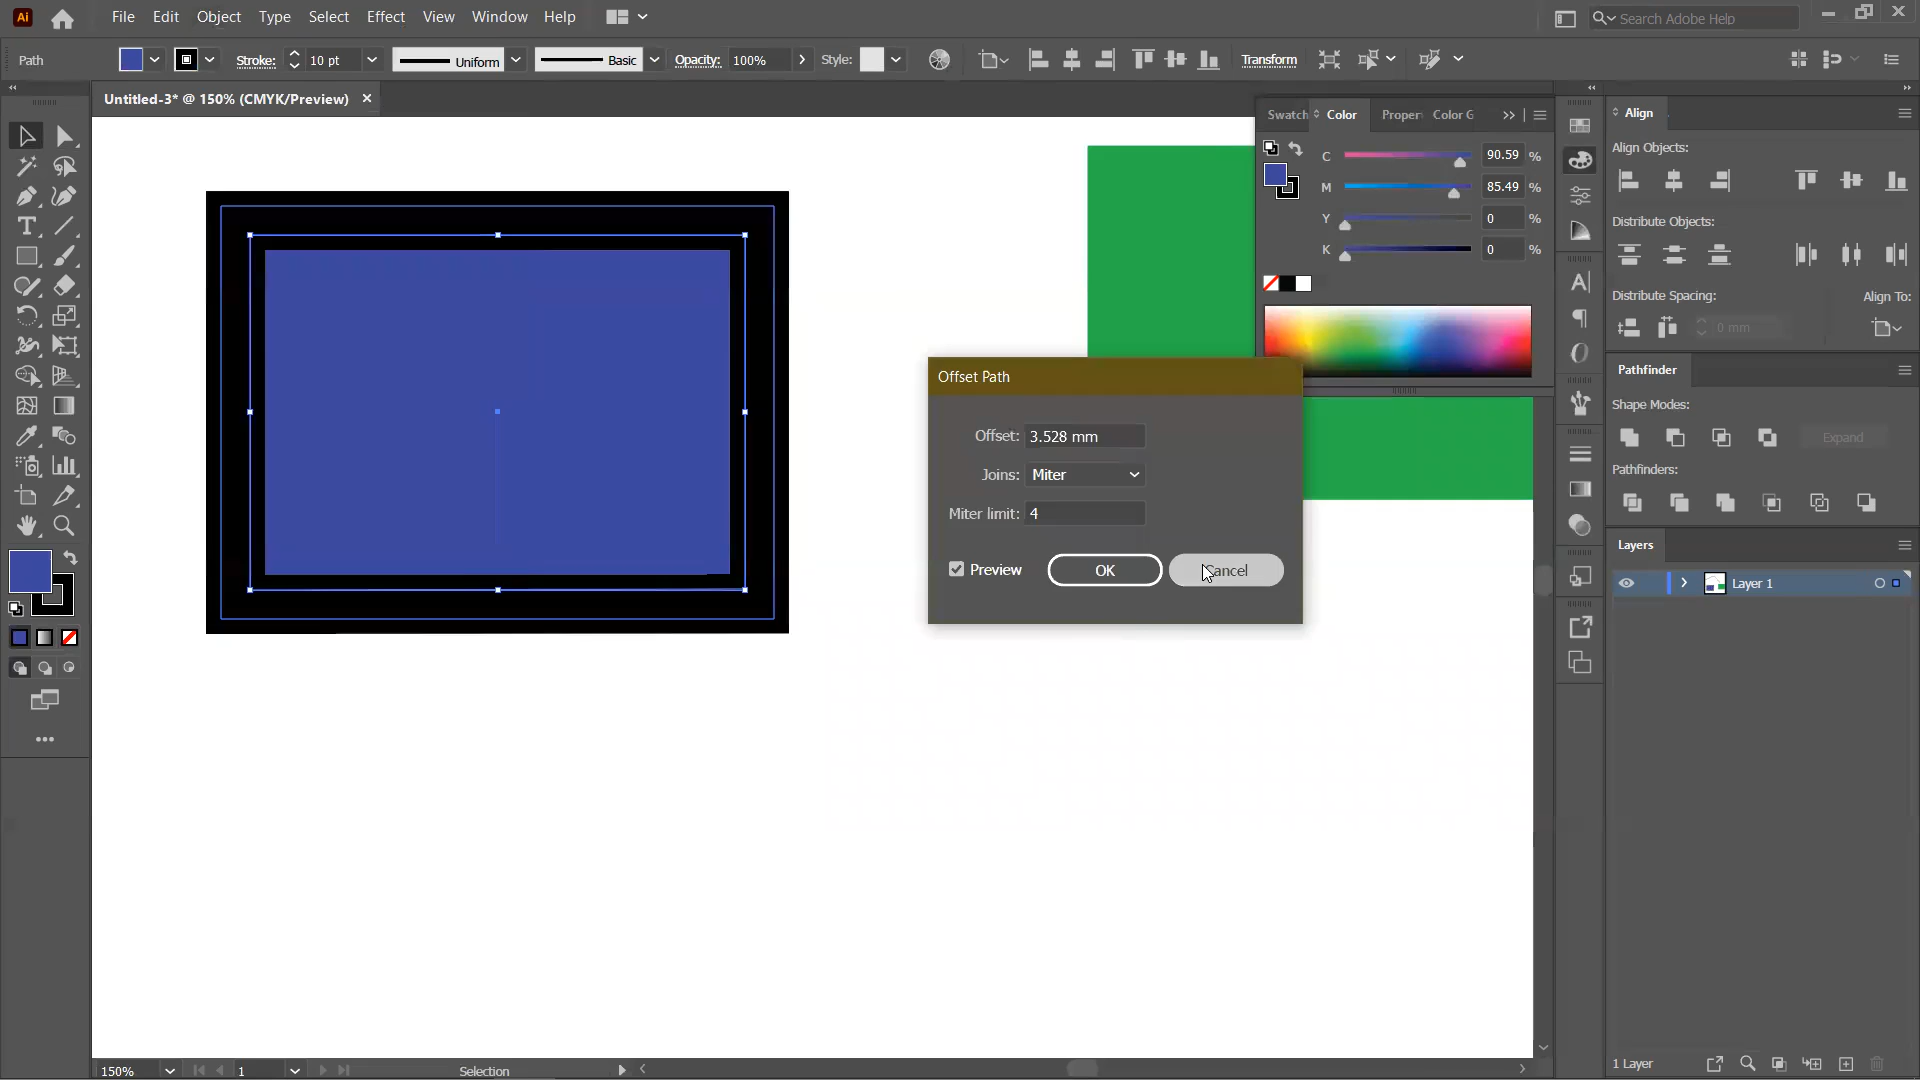 Ai File Edit Object Type Select Effect View Window Help Search Adobe Help
Path Stroke: 10 pt Uniform Basic Opacity: 100% Style: Transform
Untitled-3* @ 150% (CMYK/Preview)
Swatch Color Proper Color G
C 90.59 %
M 85.49 %
Y 0 %
K 0 %
Align
Align Objects:
Distribute Objects:
Distribute Spacing: Align To:
0 mm
Pathfinder
Shape Modes:
Expand
Pathfinders:
Layers
Layer 1
Offset Path
Offset: 3.528 mm
Joins: Miter
Miter limit: 4
Preview OK Cancel
1 Layer
150% 1 Selection